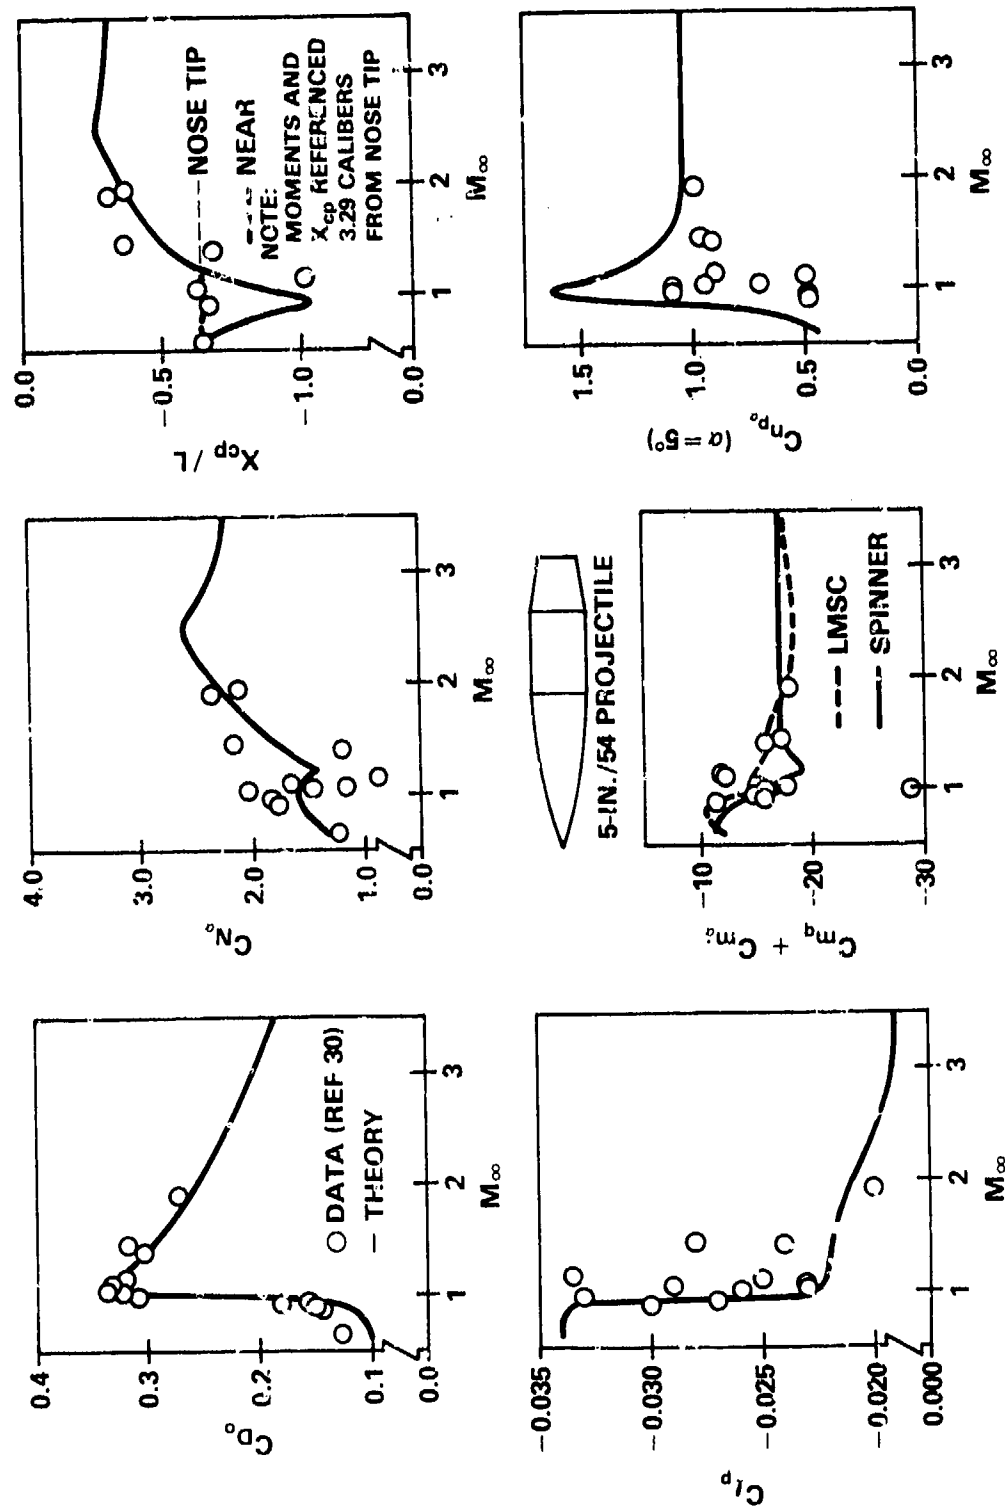 0.4
0.3
0.2
0.1
0.0
C_Do
1
2
3
M∞
○ DATA (REF 30)
— THEORY
4.0
3.0
2.0
1.0
0.0
C_Nα
1
2
3
M∞
0.0
-0.5
-1.0
0.0
X_cp / L
1
2
3
M∞
--- NOSE TIP
--- NEAR
NOTE:
MOMENTS AND
X_cp REFERENCED
3.29 CALIBERS
FROM NOSE TIP
-0.035
-0.030
-0.025
-0.020
0.000
C_lp
1
2
3
M∞
5-IN./54 PROJECTILE
-10
-20
-30
C_mq + C_mα̇
1
2
3
M∞
--- LMSC
— SPINNER
1.5
1.0
0.5
0.0
C_npα
(α = 5°)
1
2
3
M∞